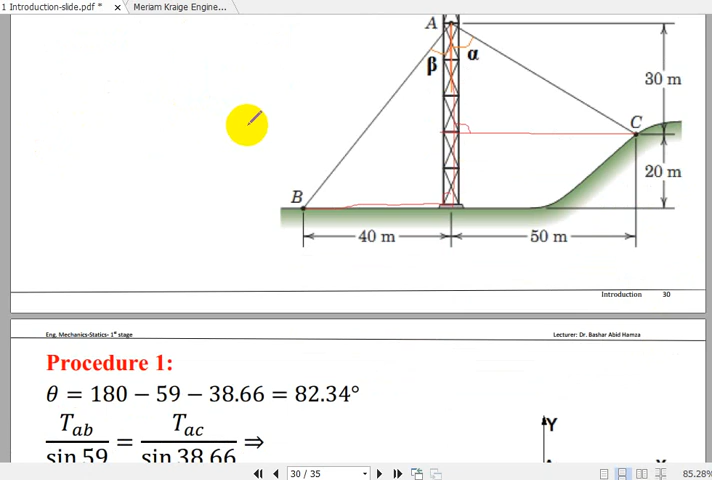 1 Introduction-slide.pdf * × Meriam Kraige Engine... ×
A
β α
30 m
C
20 m
B
40 m 50 m
Introduction 30
Eng. Mechanics-Statics- 1st stage Lecturer: Dr. Bashar Abid Hamza
Procedure 1:
θ = 180 − 59 − 38.66 = 82.34°
Tab / sin 59 = Tac / sin 38.66 ⇒
Y
30 / 35 85.28%